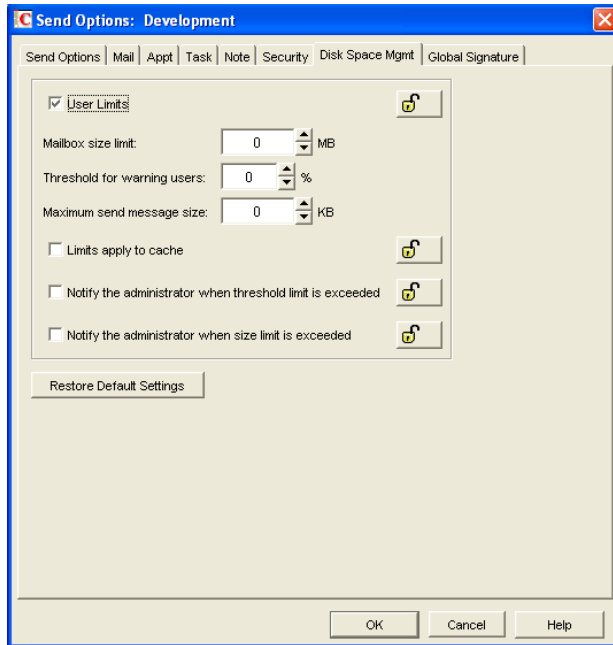 Send Options: Development
Send Options Mail Appt Task Note Security Disk Space Mgmt Global Signature
User Limits
Mailbox size limit: 0 MB
Threshold for warning users: 0 %
Maximum send message size: 0 KB
Limits apply to cache
Notify the administrator when threshold limit is exceeded
Notify the administrator when size limit is exceeded
Restore Default Settings
OK Cancel Help